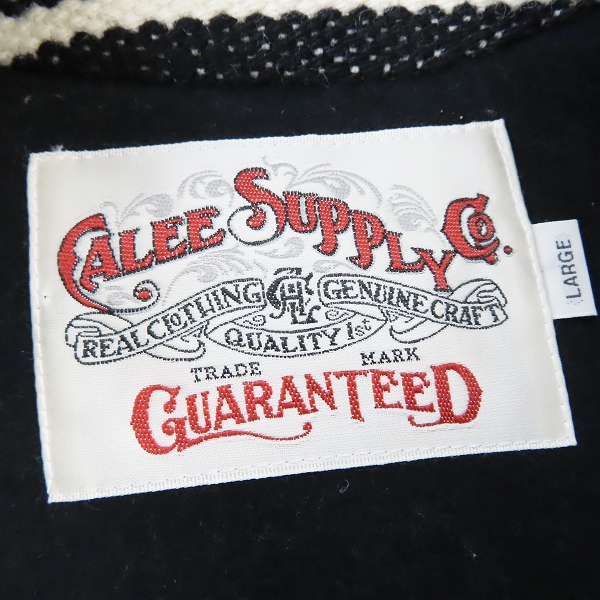 CALEE SUPPLY Co.
REAL CLOTHING GENUINE CRAFT
QUALITY 1st
TRADE MARK
GUARANTEED
LARGE